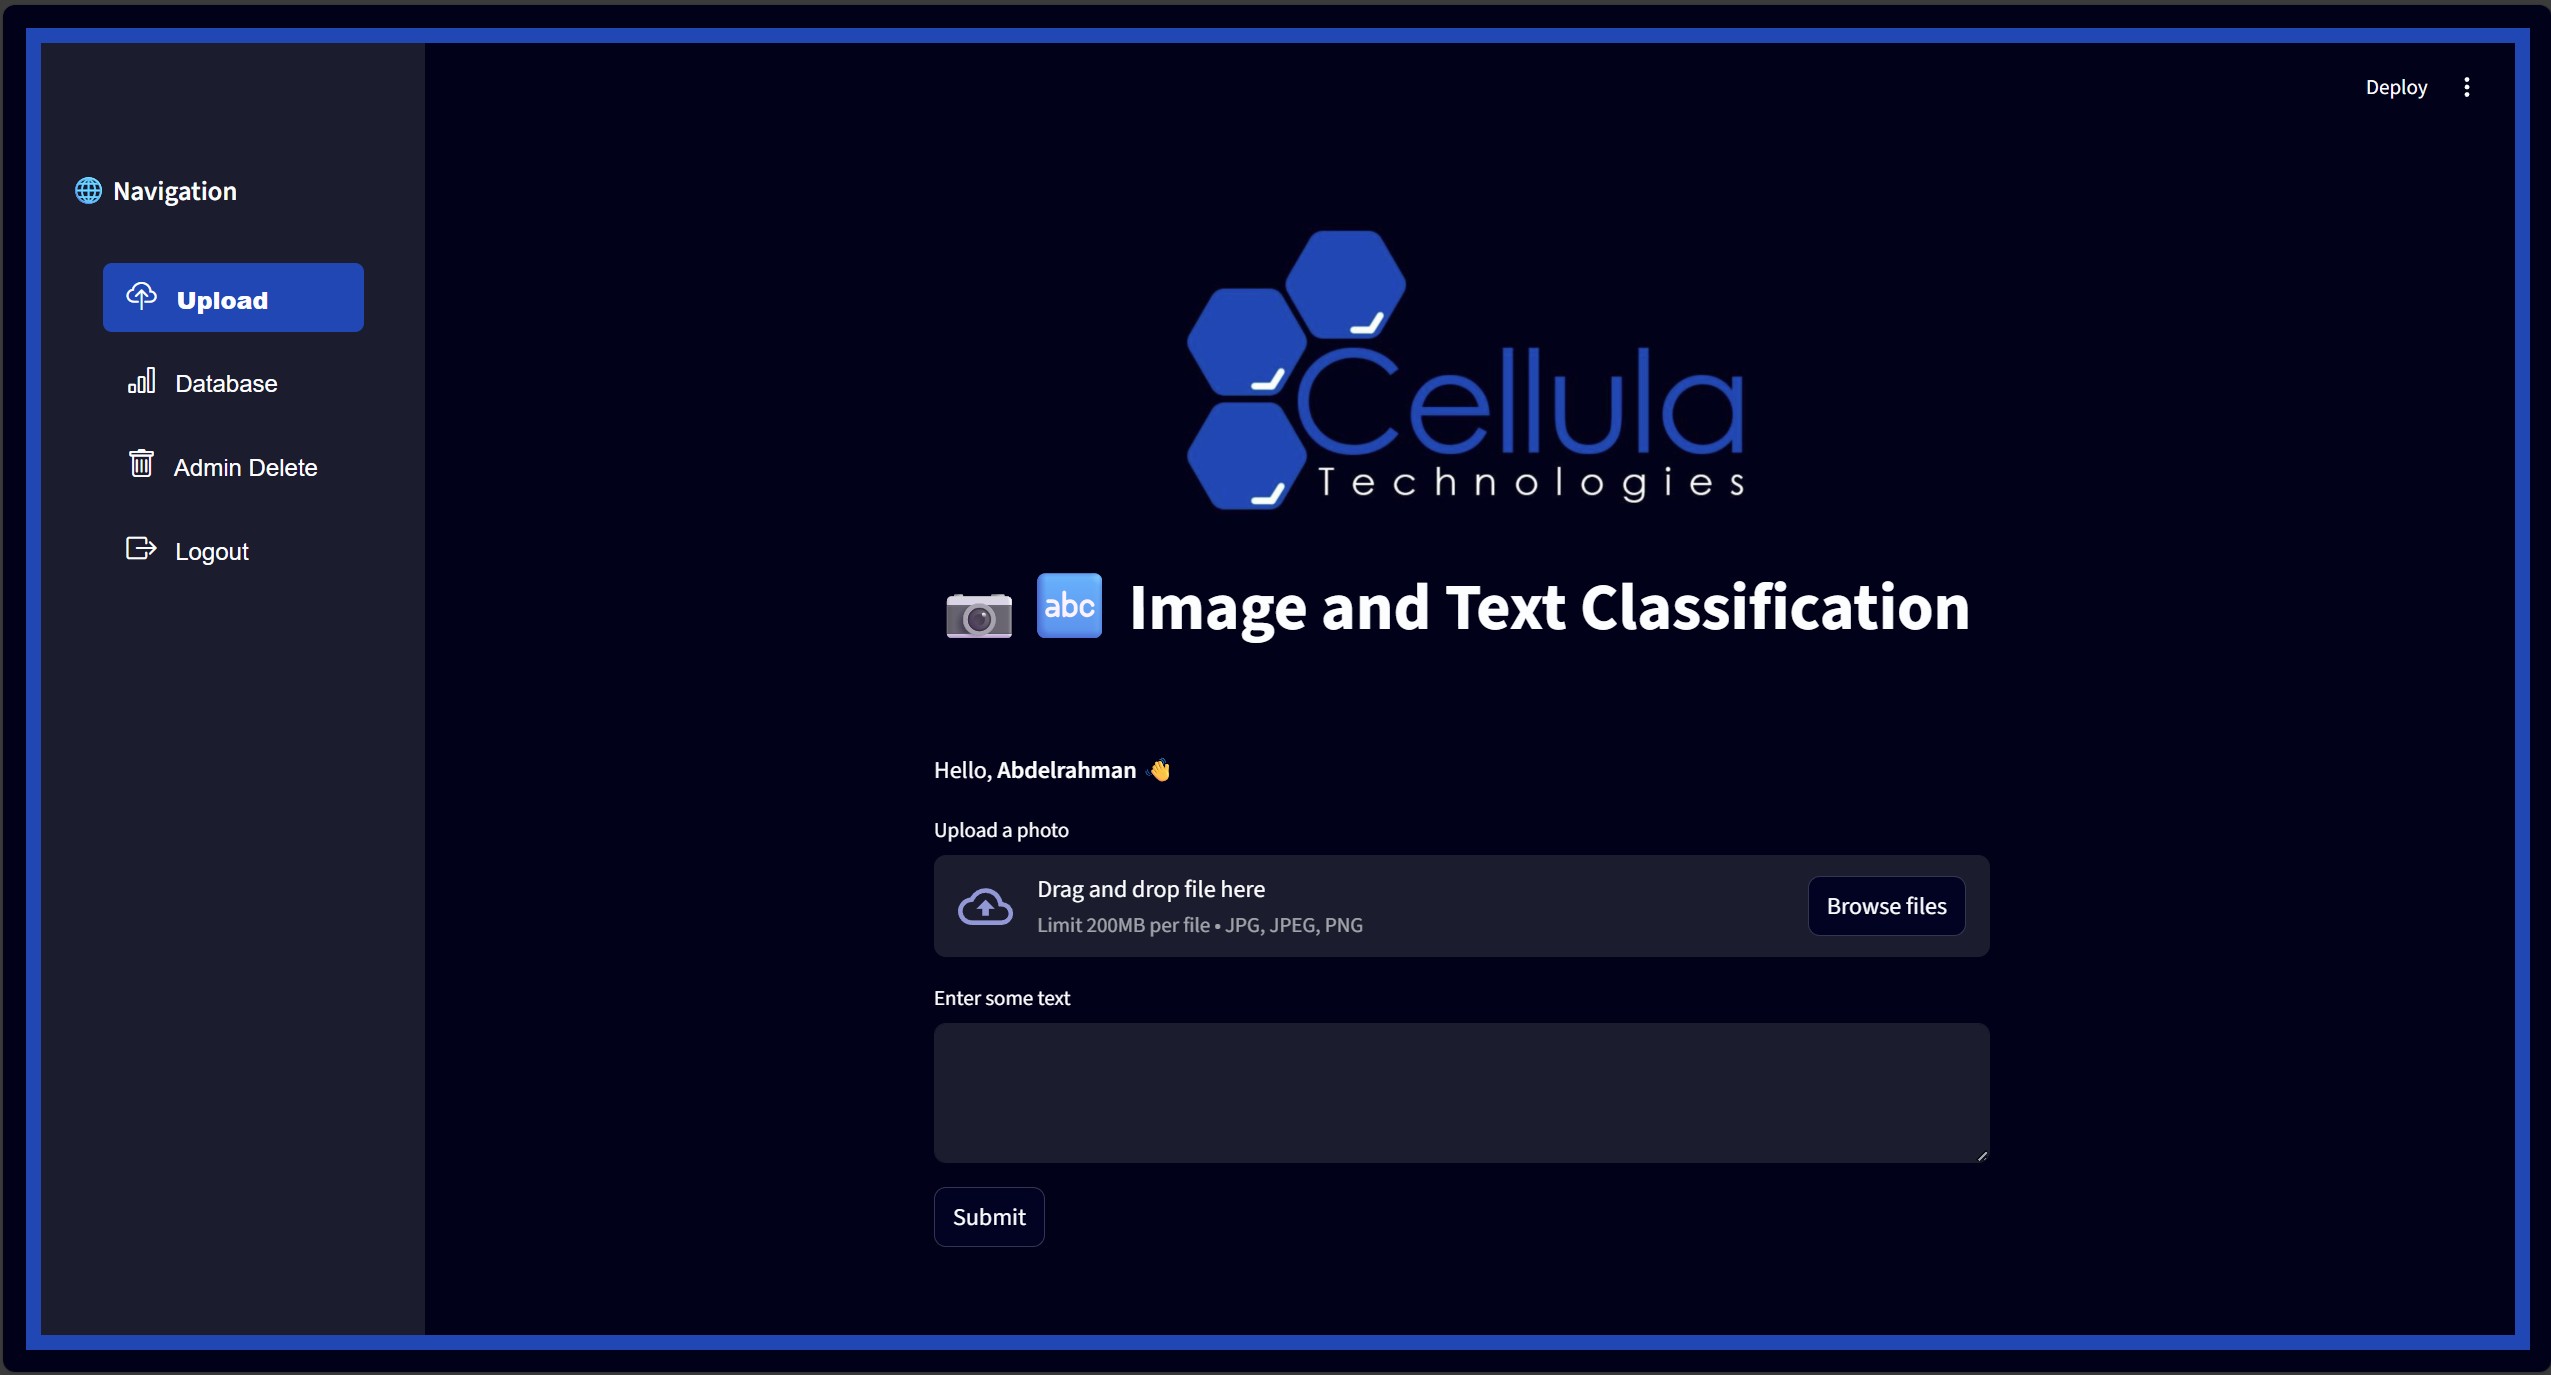 Deploy
🌐 Navigation
Upload
Database
Admin Delete
Logout
Cellula
Technologies
📷 🔤 Image and Text Classification
Hello, Abdelrahman 👋
Upload a photo
Drag and drop file here
Limit 200MB per file • JPG, JPEG, PNG
Browse files
Enter some text
Submit